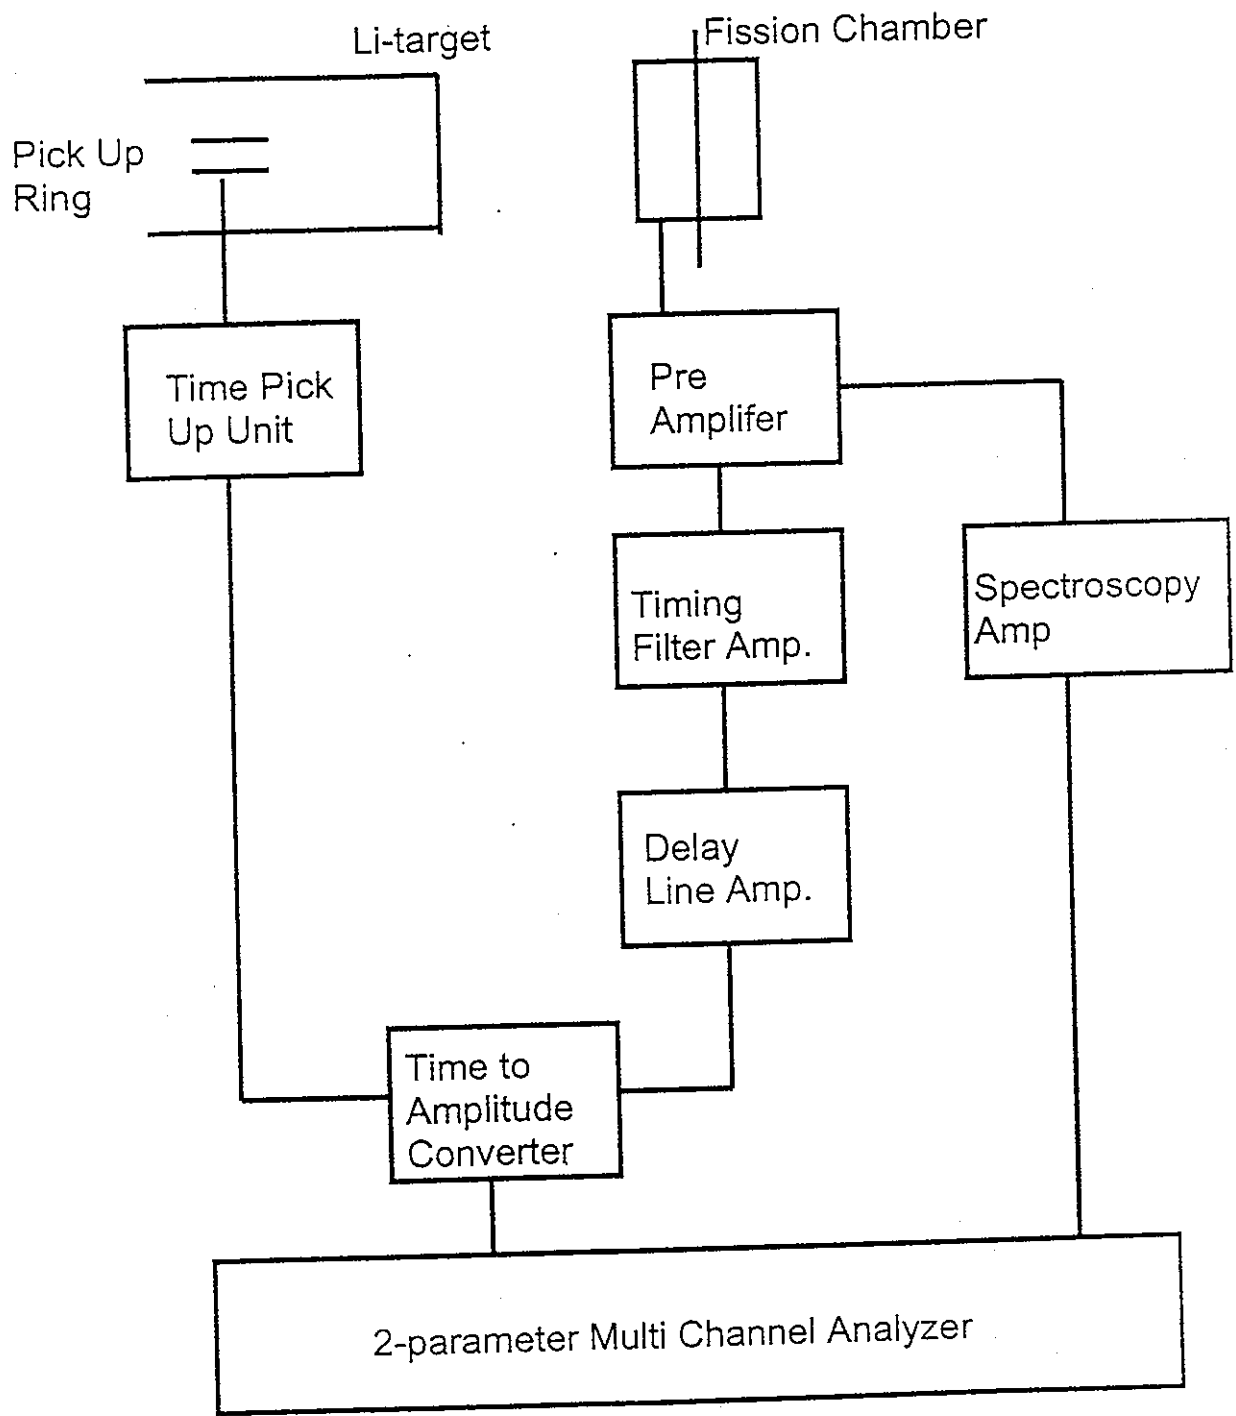 Li-target
Fission Chamber
Pick Up
Ring
Time Pick
Up Unit
Pre
Amplifer
Timing
Filter Amp.
Spectroscopy
Amp
Delay
Line Amp.
Time to
Amplitude
Converter
2-parameter Multi Channel Analyzer